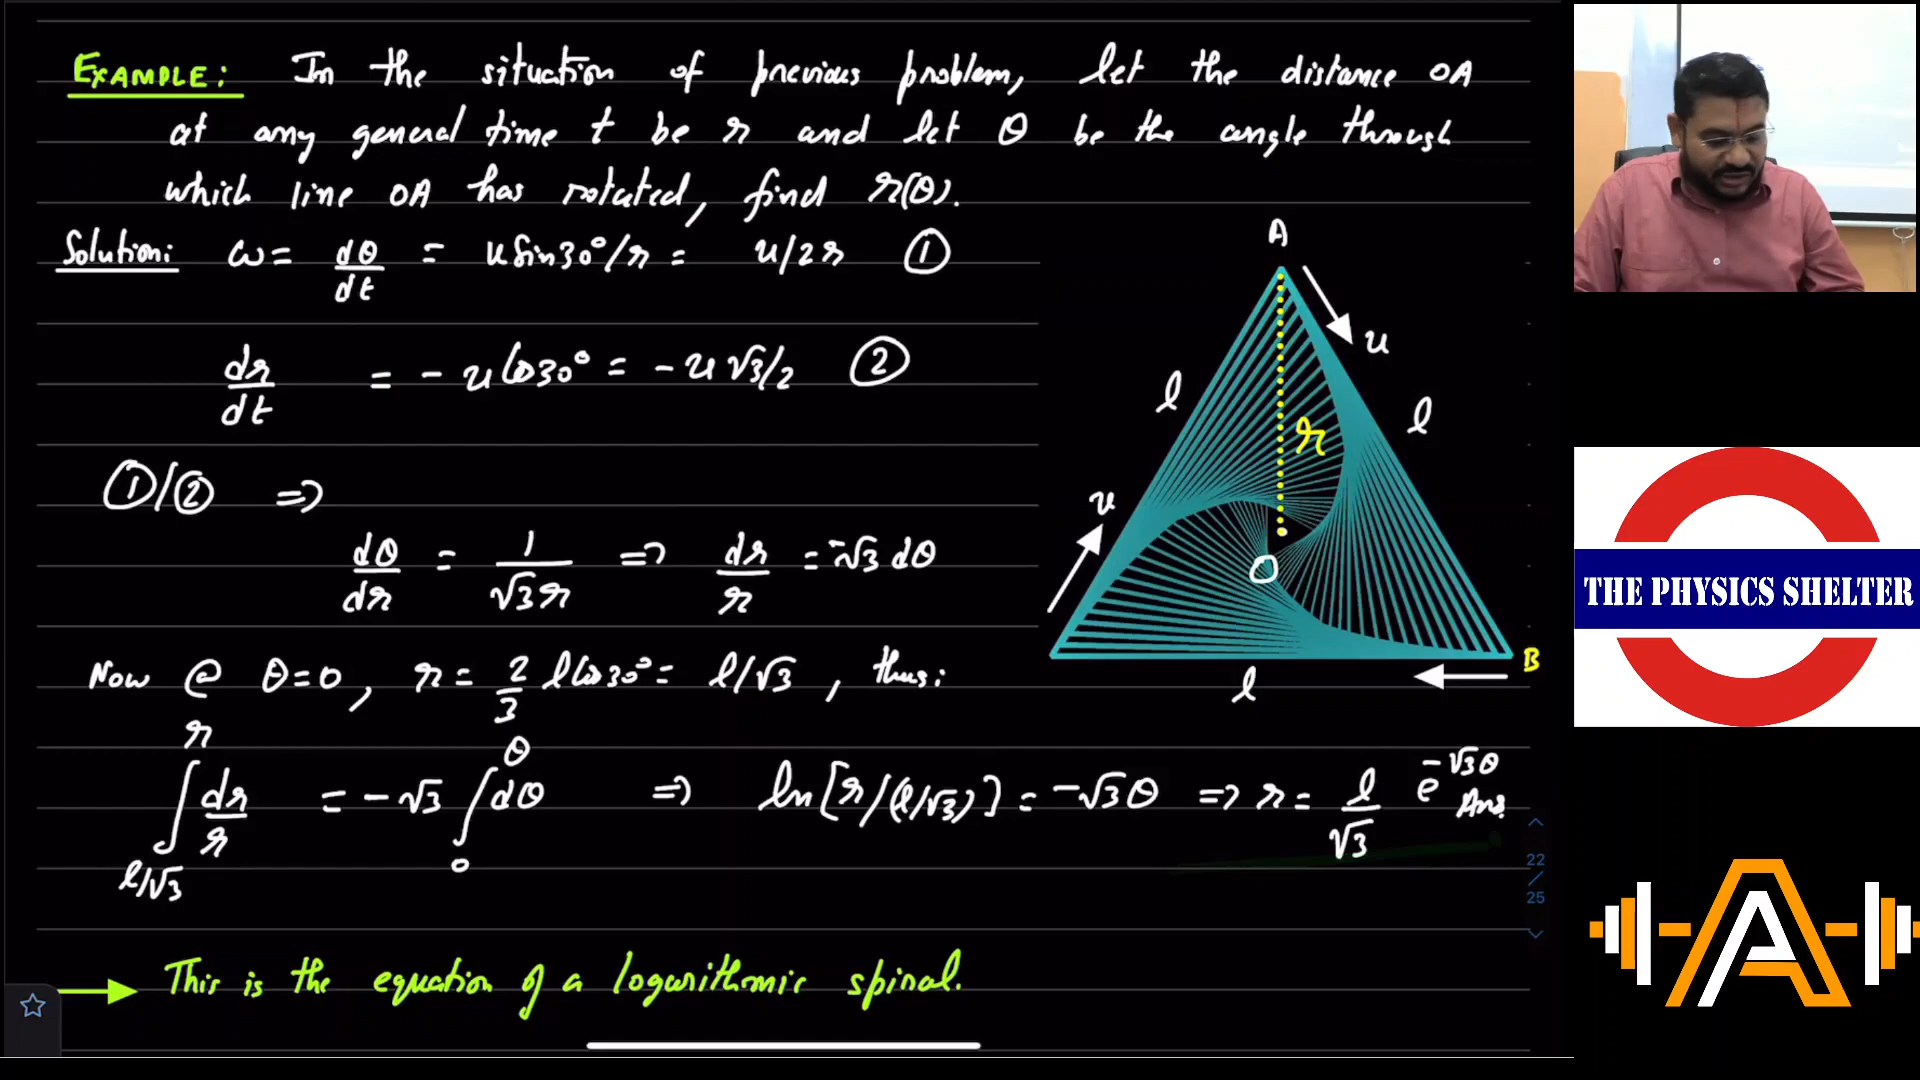 EXAMPLE: In the situation of previous problem, let the distance OA
at any general time t be r and let θ be the angle through
which line OA has rotated, find r(θ).
Solution: ω = dθ/dt = u sin30°/r = u/2r ①
dr/dt = - u cos30° = - u √3/2 ②
①/② ⇒
dθ/dr = 1/√3r ⇒ dr/r = -√3 dθ
Now @ θ=0, r = 2/3 l cos30° = l/√3, thus:
∫_{l/√3}^{r} dr/r = - √3 ∫_0^θ dθ ⇒ ln[r/(l/√3)] = -√3θ ⇒ r = l/√3 e^{-√3θ} Ans.
This is the equation of a logarithmic spiral.
A
u
l
l
r
u
O
B
l
22
/
25
THE PHYSICS SHELTER
A